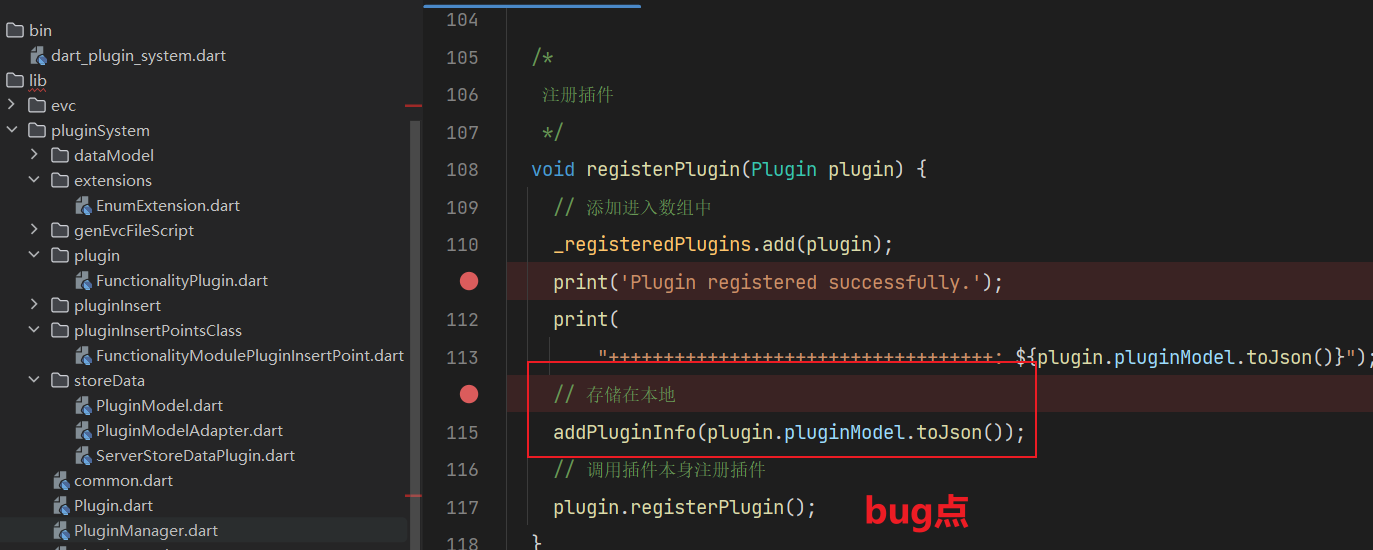 bin
dart_plugin_system.dart
lib
evc
pluginSystem
dataModel
extensions
EnumExtension.dart
genEvcFileScript
plugin
FunctionalityPlugin.dart
pluginInsert
pluginInsertPointsClass
FunctionalityModulePluginInsertPoint.dart
storeData
PluginModel.dart
PluginModelAdapter.dart
ServerStoreDataPlugin.dart
common.dart
Plugin.dart
PluginManager.dart
104
105 /*
106 注册插件
107 */
108 void registerPlugin(Plugin plugin) {
109 // 添加进入数组中
110 _registeredPlugins.add(plugin);
print('Plugin registered successfully.');
112 print(
113 "+++++++++++++++++++++++++++++++++++: ${plugin.pluginModel.toJson()}");
// 存储在本地
115 addPluginInfo(plugin.pluginModel.toJson());
116 // 调用插件本身注册插件
117 plugin.registerPlugin();
bug点
118 }